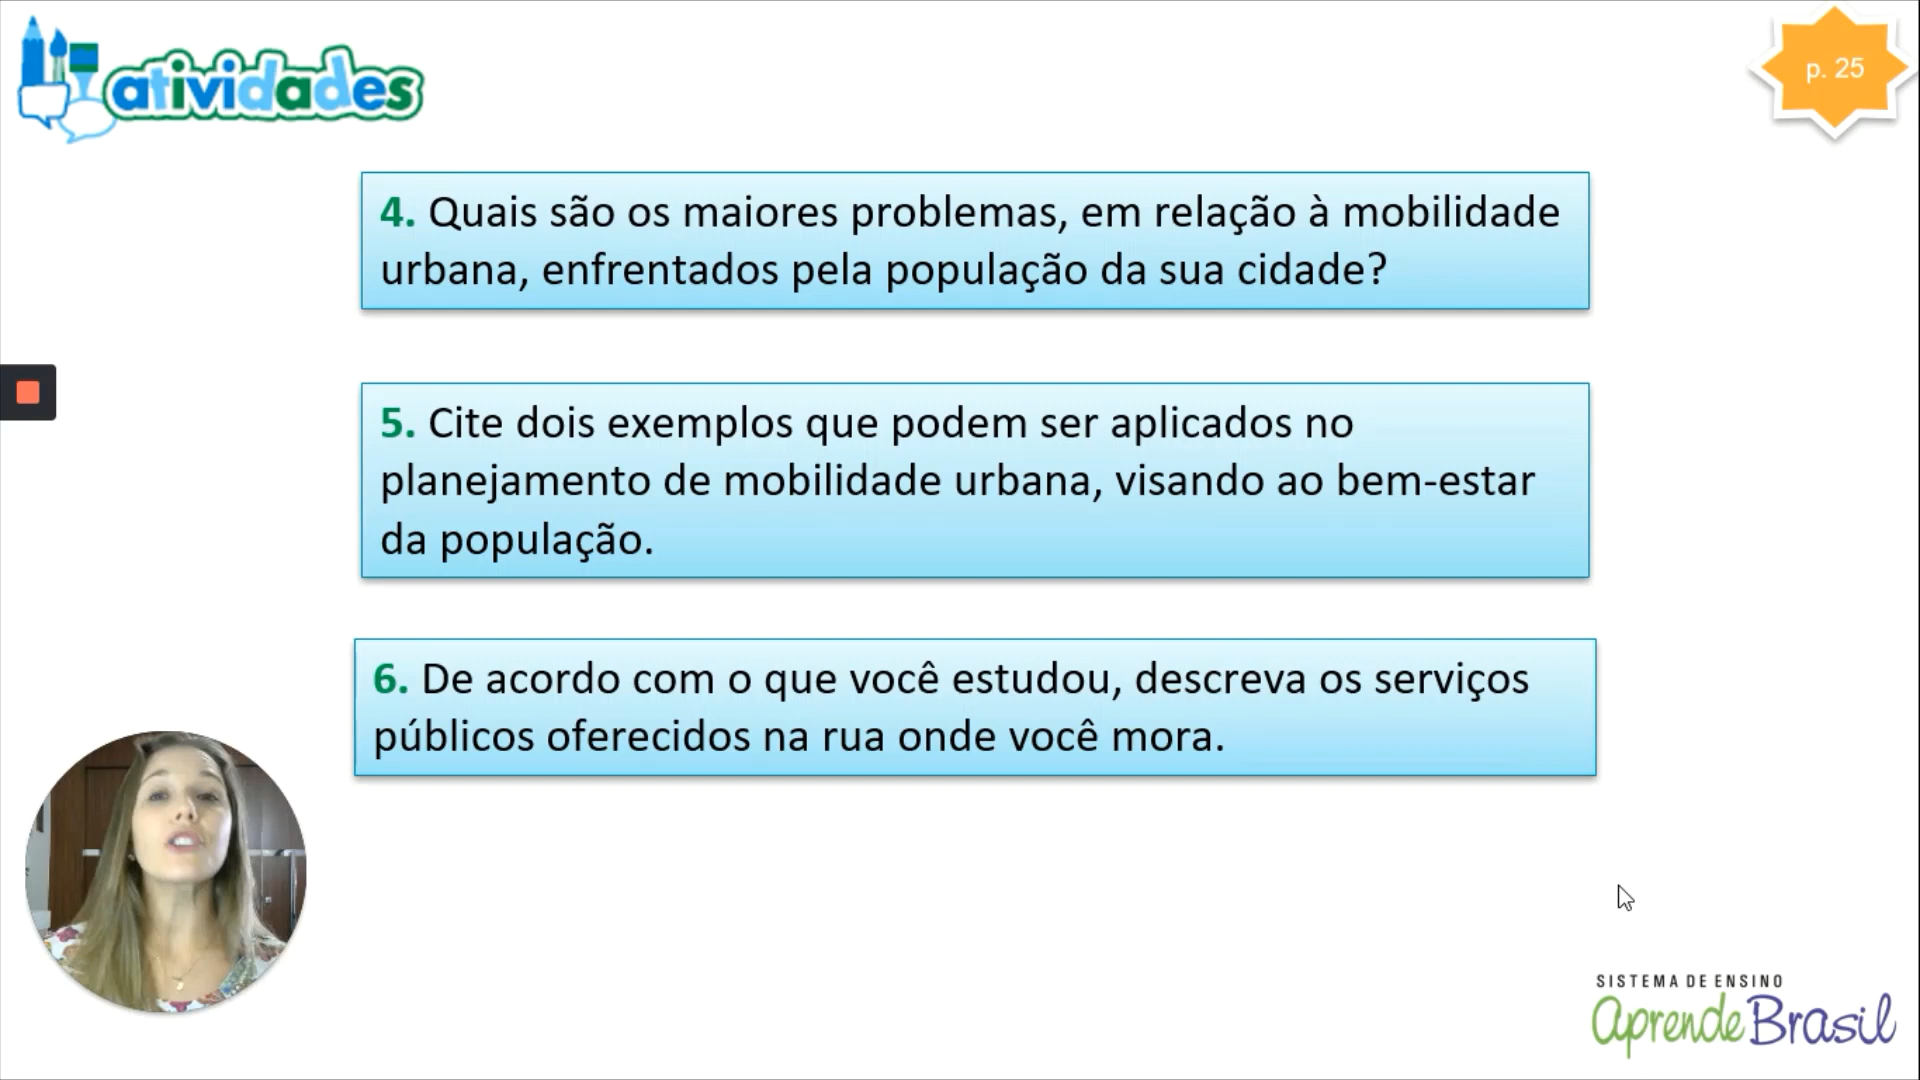 atividades
p. 25
4. Quais são os maiores problemas, em relação à mobilidade
urbana, enfrentados pela população da sua cidade?
5. Cite dois exemplos que podem ser aplicados no
planejamento de mobilidade urbana, visando ao bem-estar
da população.
6. De acordo com o que você estudou, descreva os serviços
públicos oferecidos na rua onde você mora.
SISTEMA DE ENSINO
aprende Brasil